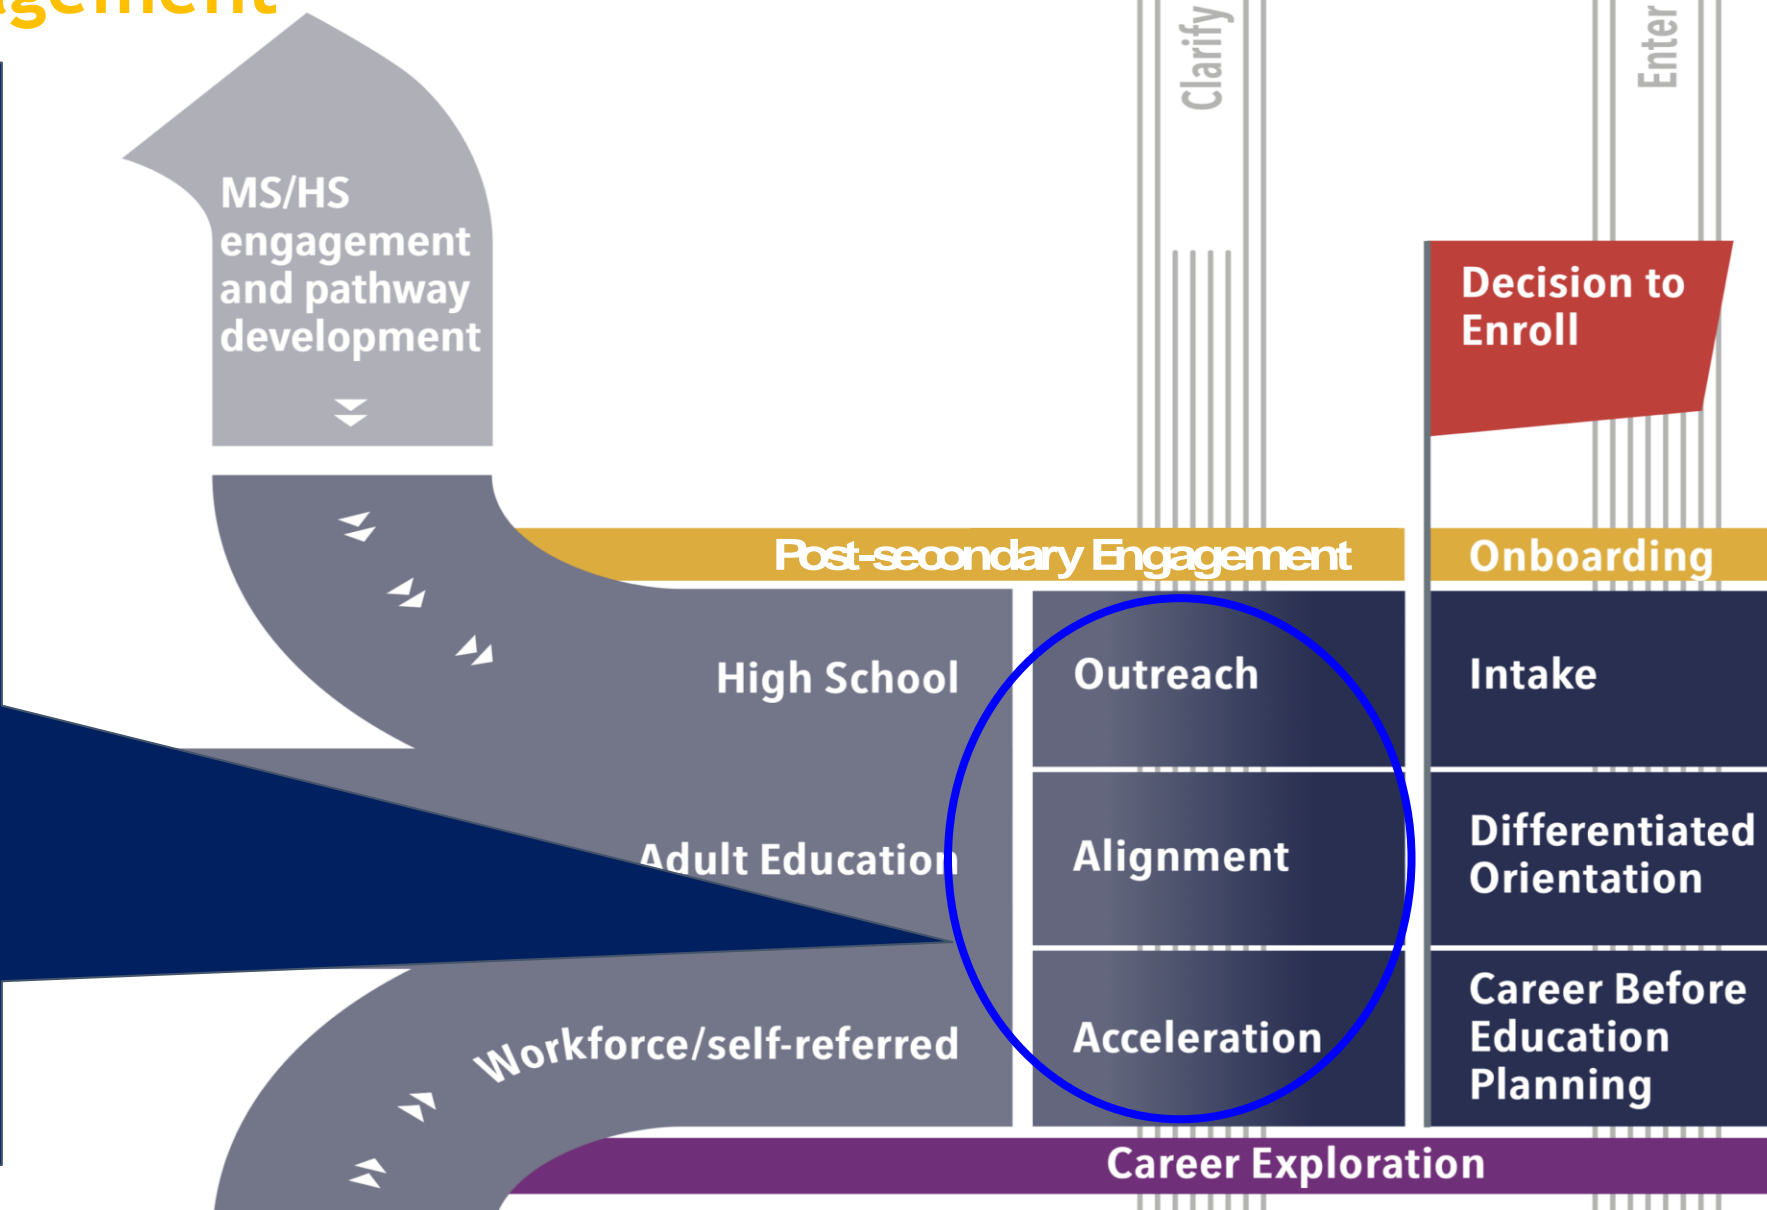 Clarify
Enter
MS/HS
engagement
and pathway
development
Decision to
Enroll
Post-secondary Engagement
Onboarding
High School
Outreach
Intake
Adult Education
Alignment
Differentiated
Orientation
Workforce/self-referred
Acceleration
Career Before
Education
Planning
Career Exploration